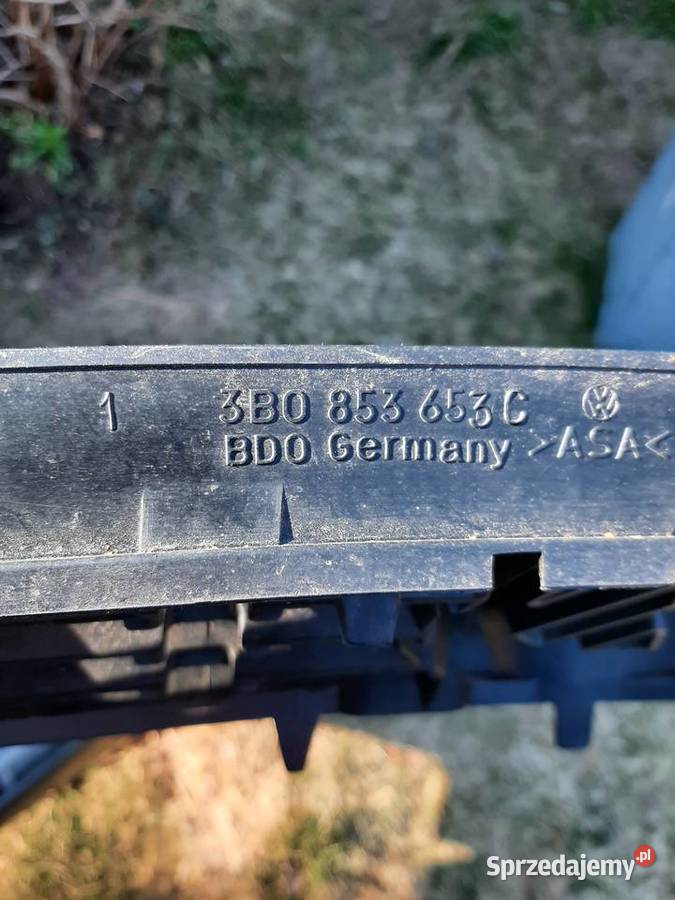 1 3B0 853 653 C
BDO Germany >ASA<
Sprzedajemy.pl